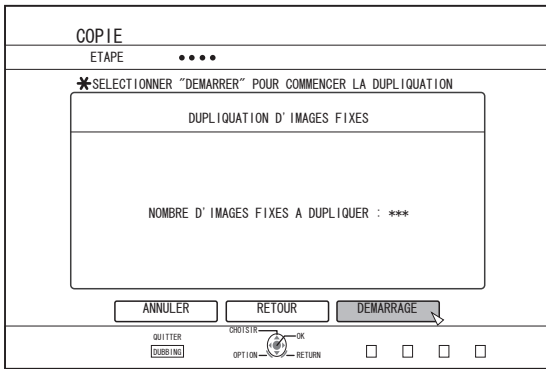 COPIE
ETAPE
*SELECTIONNER "DEMARRER" POUR COMMENCER LA DUPLIQUATION
DUPLIQUATION D'IMAGES FIXES
NOMBRE D'IMAGES FIXES A DUPLIQUER : ***
ANNULER RETOUR DEMARRAGE
QUITTER CHOISIR OK
DUBBING OPTION RETURN